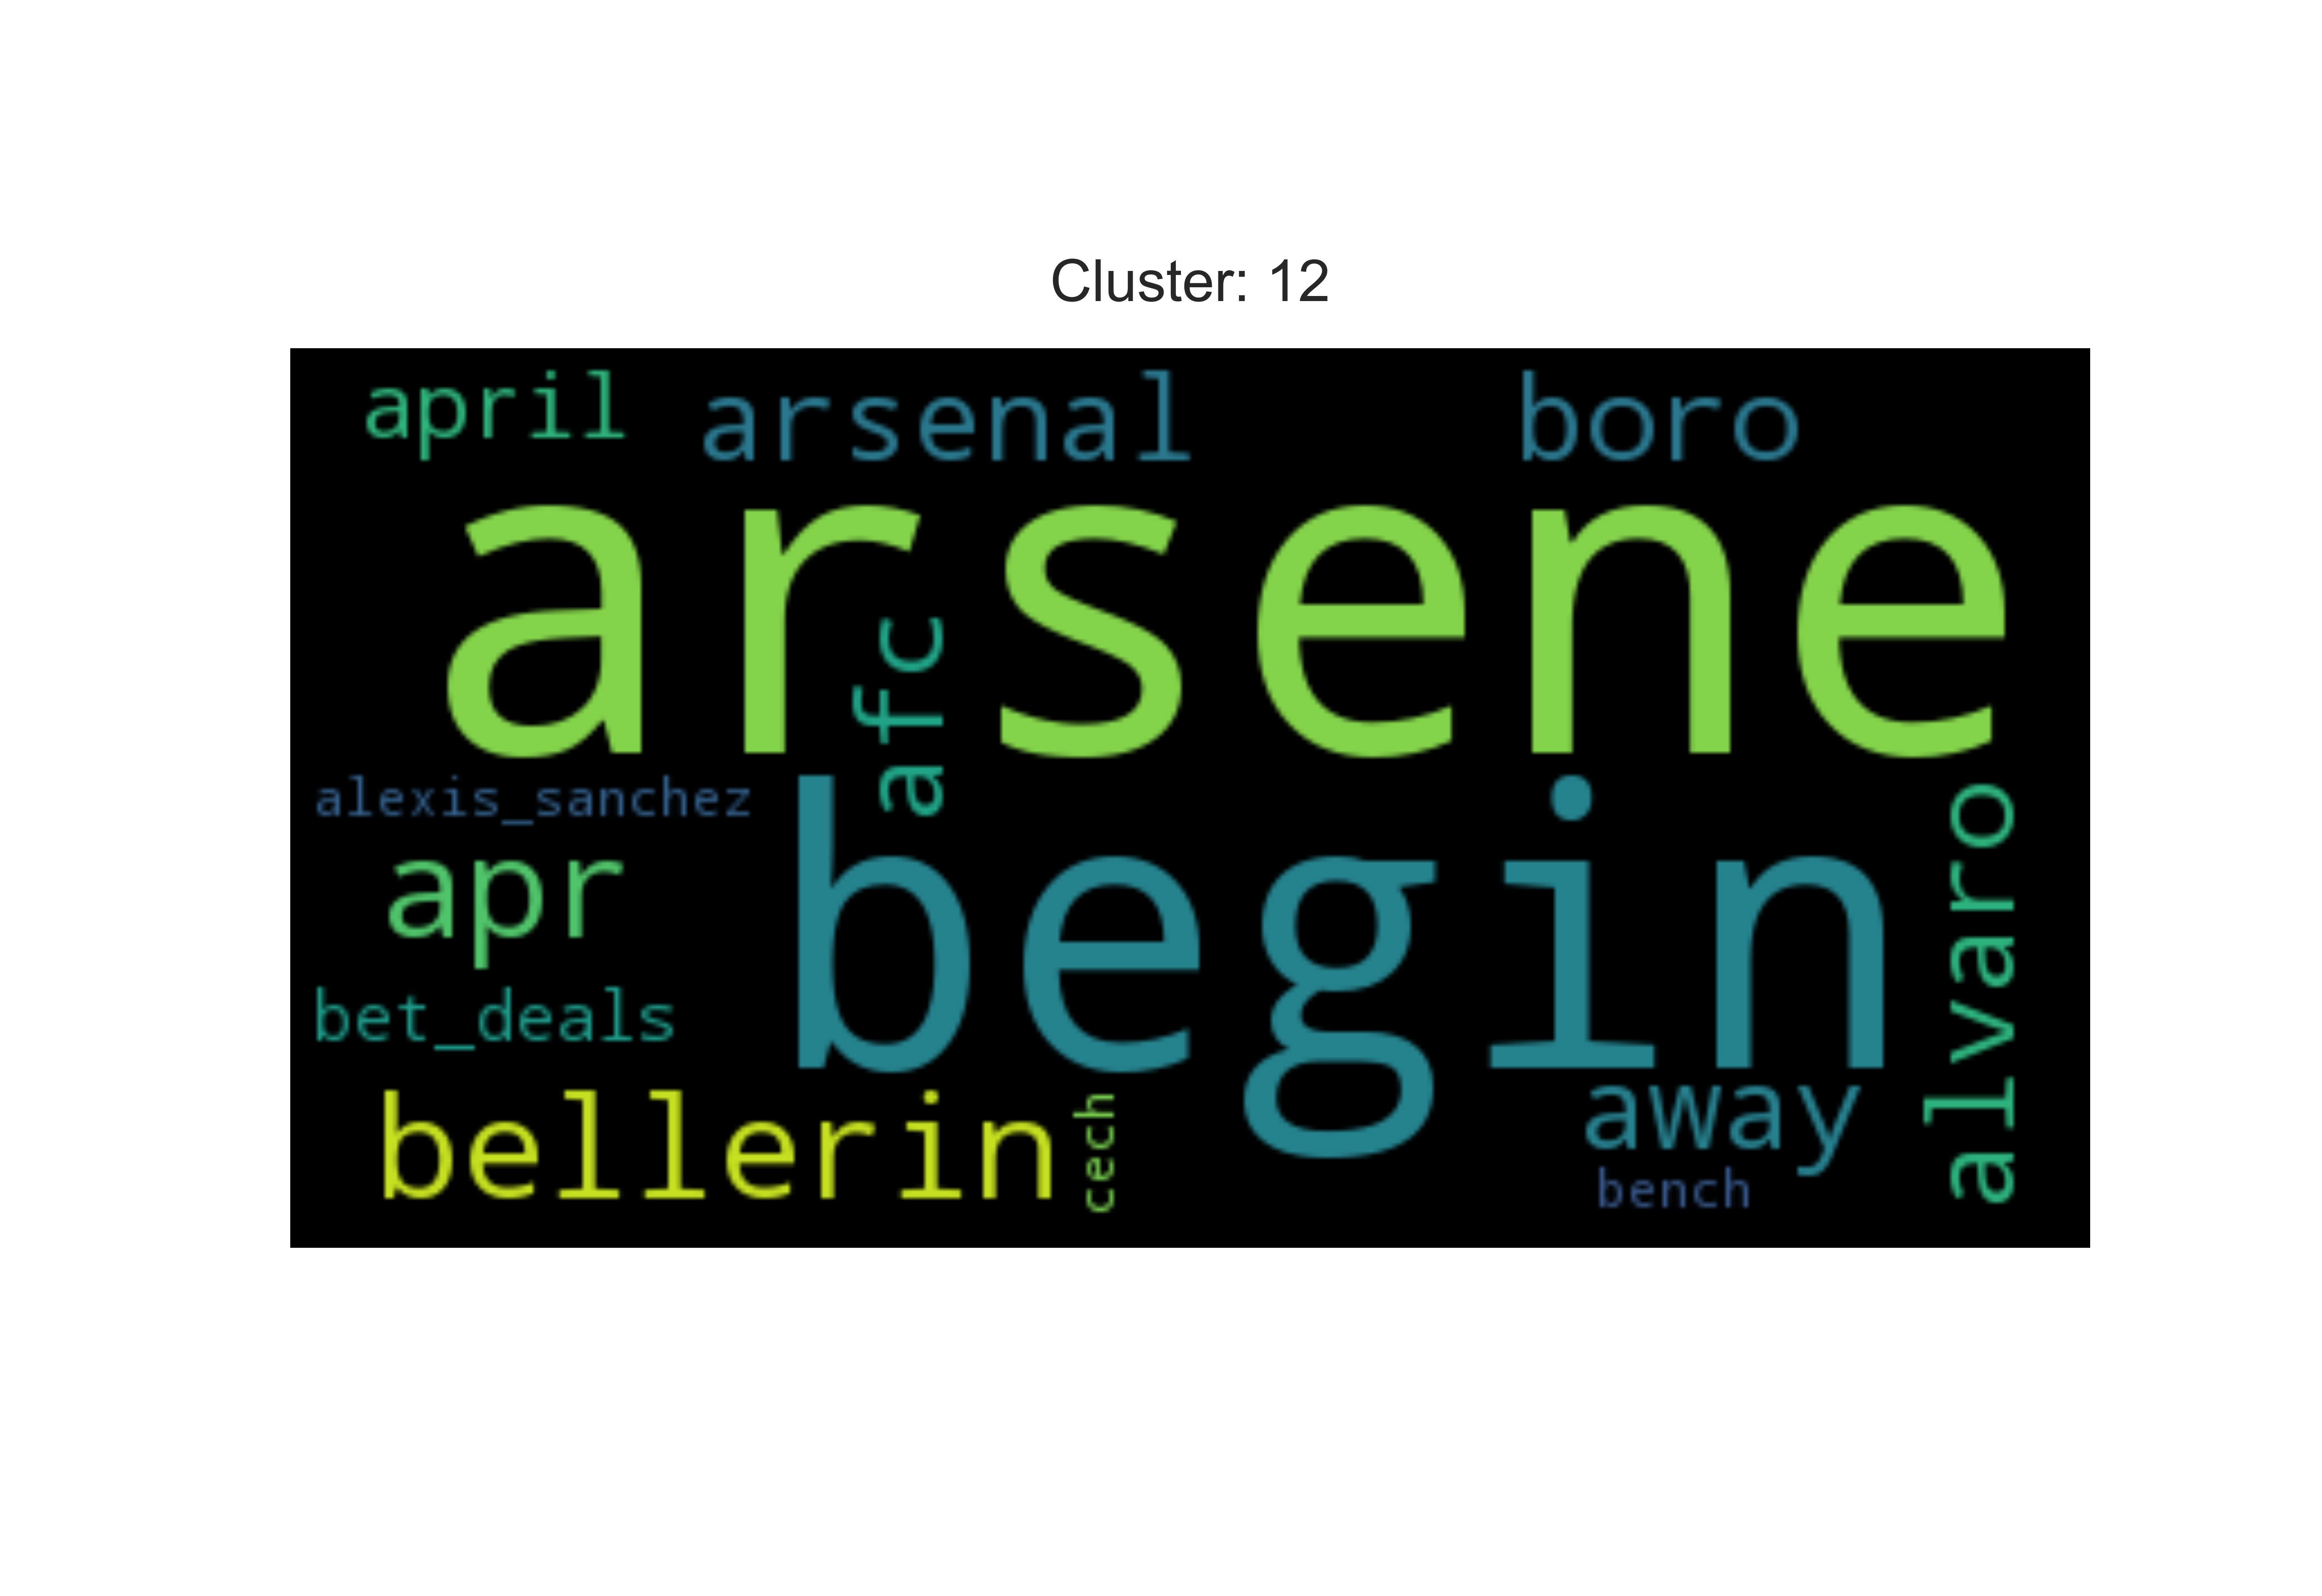 Cluster: 12
april
arsenal
boro
arsene
afc
alexis_sanchez
begin
alvaro
apr
bet_deals
bellerin
cech
away
bench